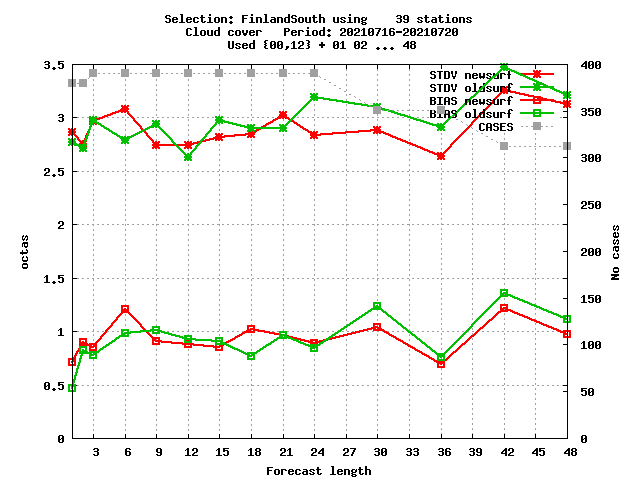 Selection: FinlandSouth using    39 stations
Cloud cover   Period: 20210716-20210720
Used {00,12} + 01 02 ... 48
3.5
3
2.5
2
1.5
1
0.5
0
octas
STDV newsurf
STDV oldsurf
BIAS newsurf
BIAS oldsurf
CASES
400
350
300
250
200
150
100
50
0
No cases
3 6 9 12 15 18 21 24 27 30 33 36 39 42 45 48
Forecast length